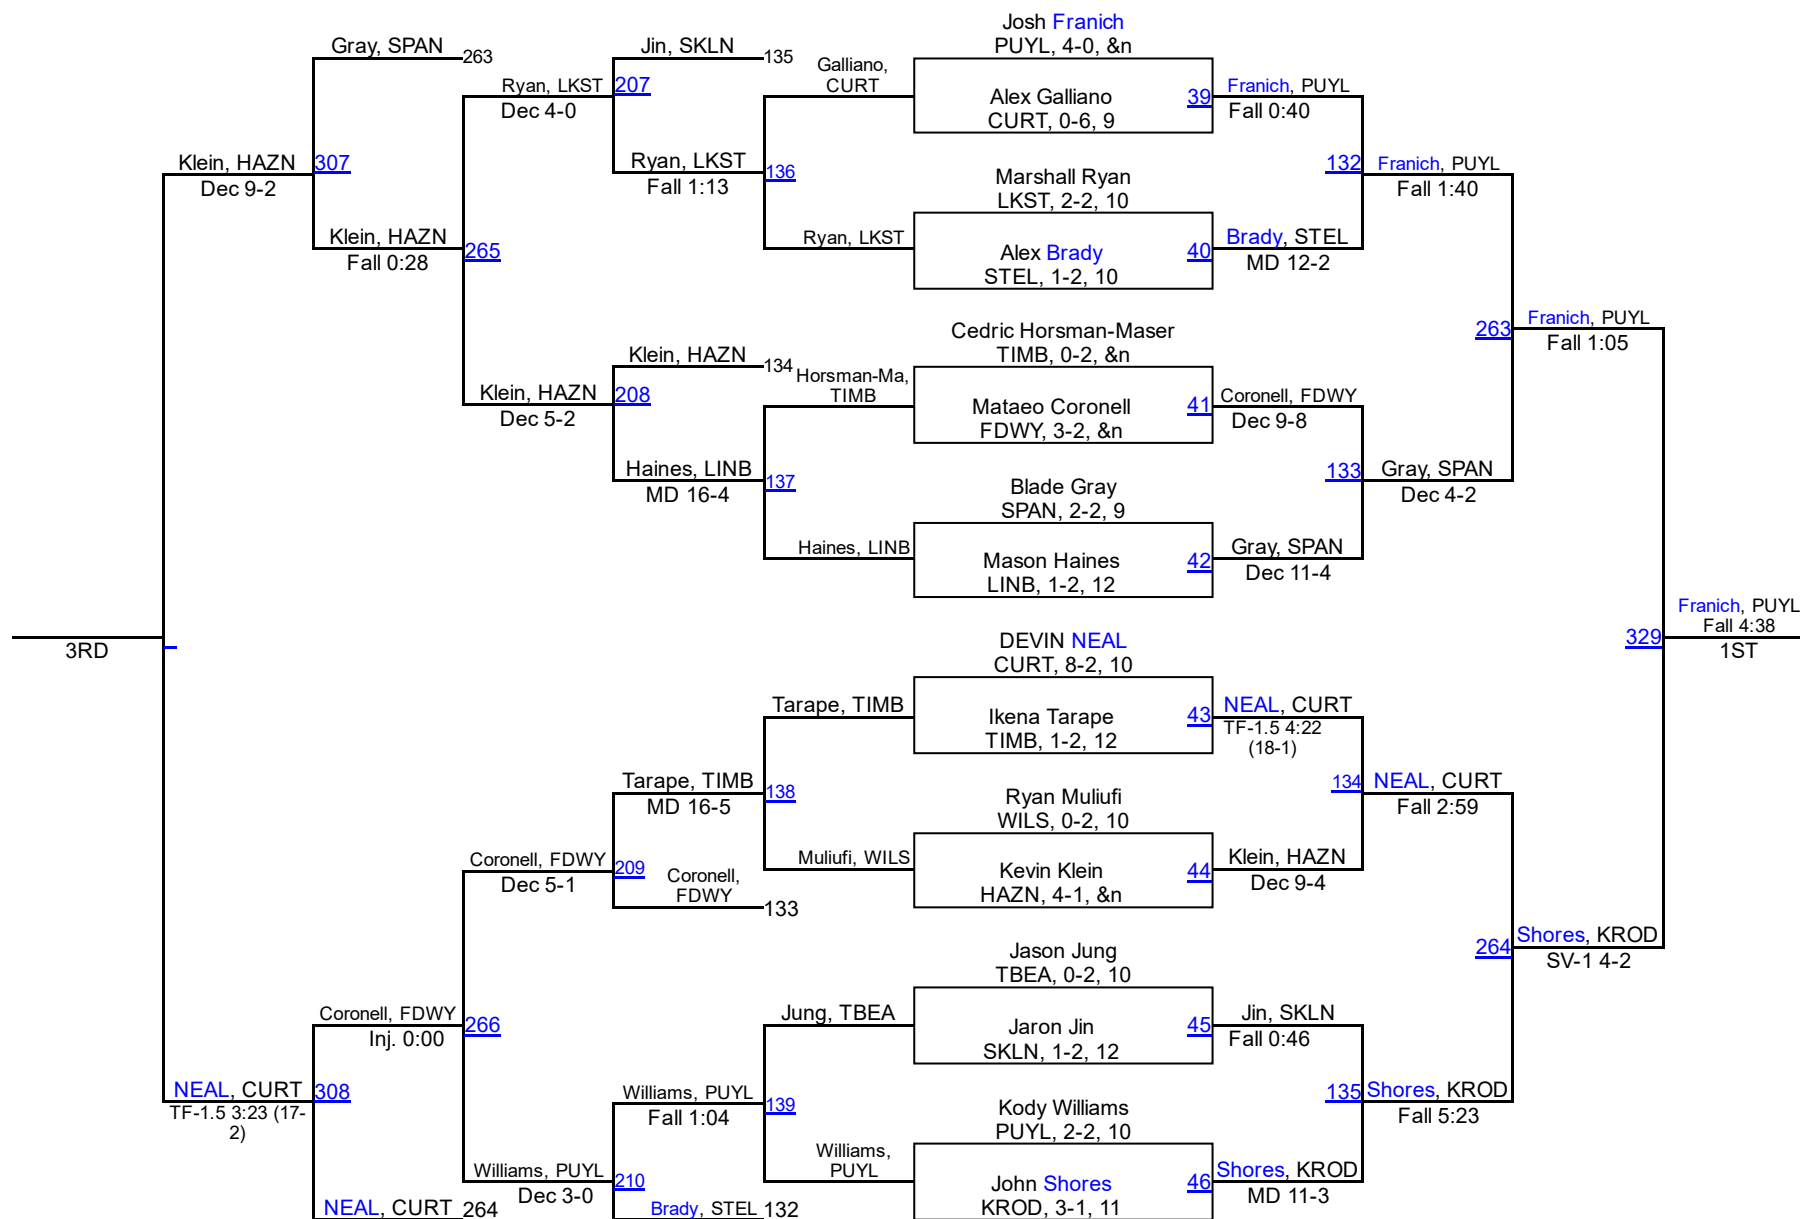 Josh Franich
PUYL, 4-0, &n
Gray, SPAN
263
Jin, SKLN
135
Galliano,
CURT
Ryan, LKST
207
Dec 4-0
Alex Galliano
CURT, 0-6, 9
39
Franich, PUYL
Fall 0:40
Klein, HAZN
307
Dec 9-2
Ryan, LKST
136
Fall 1:13
Marshall Ryan
LKST, 2-2, 10
132
Franich, PUYL
Fall 1:40
Klein, HAZN
265
Fall 0:28
Ryan, LKST
Alex Brady
STEL, 1-2, 10
40
Brady, STEL
MD 12-2
Cedric Horsman-Maser
TIMB, 0-2, &n
263
Franich, PUYL
Fall 1:05
Klein, HAZN
134
Horsman-Ma,
TIMB
Klein, HAZN
208
Dec 5-2
Mataeo Coronell
FDWY, 3-2, &n
41
Coronell, FDWY
Dec 9-8
Haines, LINB
137
MD 16-4
Blade Gray
SPAN, 2-2, 9
133
Gray, SPAN
Dec 4-2
Haines, LINB
Mason Haines
LINB, 1-2, 12
42
Gray, SPAN
Dec 11-4
3RD
DEVIN NEAL
CURT, 8-2, 10
329
Franich, PUYL
Fall 4:38
1ST
Tarape, TIMB
Ikena Tarape
TIMB, 1-2, 12
43
NEAL, CURT
TF-1.5 4:22
(18-1)
Tarape, TIMB
138
MD 16-5
Ryan Muliufi
WILS, 0-2, 10
134
NEAL, CURT
Fall 2:59
Coronell, FDWY
209
Dec 5-1
Coronell,
FDWY
133
Muliufi, WILS
Kevin Klein
HAZN, 4-1, &n
44
Klein, HAZN
Dec 9-4
Jason Jung
TBEA, 0-2, 10
264
Shores, KROD
SV-1 4-2
Coronell, FDWY
266
Inj. 0:00
Jung, TBEA
Jaron Jin
SKLN, 1-2, 12
45
Jin, SKLN
Fall 0:46
NEAL, CURT
308
TF-1.5 3:23 (17-
2)
Williams, PUYL
139
Fall 1:04
Kody Williams
PUYL, 2-2, 10
135
Shores, KROD
Fall 5:23
Williams,
PUYL
Williams, PUYL
210
Dec 3-0
John Shores
KROD, 3-1, 11
46
Shores, KROD
MD 11-3
NEAL, CURT
264
Brady, STEL
132